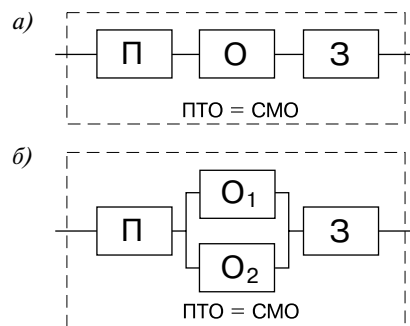 а)
П О З
ПТО = СМО
б)
О₁
П З
О₂
ПТО = СМО